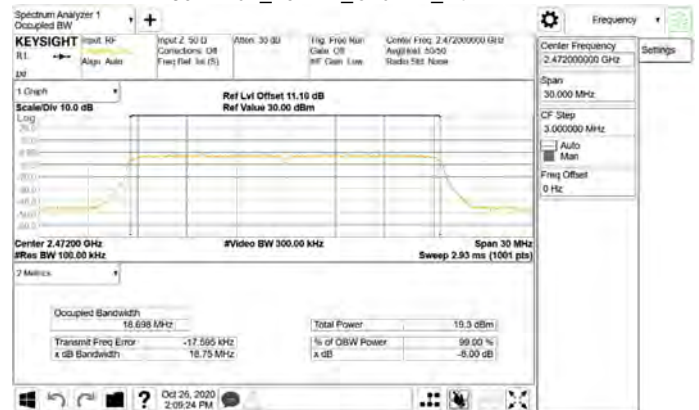 Spectrum Analyzer 1
Occupied BW
Frequency
KEYSIGHT
Input: RF
Input Z: 50 Ω
Atten: 30 dB
Trig: Free Run
Center Freq: 2.472000000 GHz
RL
Align: Auto
Corrections: Off
Freq Ref: Int (S)
Gate: Off
#IF Gain: Low
Avg|Hold: 50/50
Radio Std: None
Center Frequency
2.472000000 GHz
Settings
Span
30.000 MHz
CF Step
3.000000 MHz
Auto
Man
Freq Offset
0 Hz
1 Graph
Scale/Div 10.0 dB
Log
Ref Lvl Offset 11.10 dB
Ref Value 30.00 dBm
Center 2.47200 GHz
#Res BW 100.00 kHz
#Video BW 300.00 kHz
Span 30 MHz
Sweep 2.93 ms (1001 pts)
2 Metrics
Occupied Bandwidth
18.698 MHz
Total Power
19.3 dBm
Transmit Freq Error
-17.595 kHz
% of OBW Power
99.00 %
x dB Bandwidth
18.75 MHz
x dB
-6.00 dB
?
Oct 26, 2020
2:09:24 PM